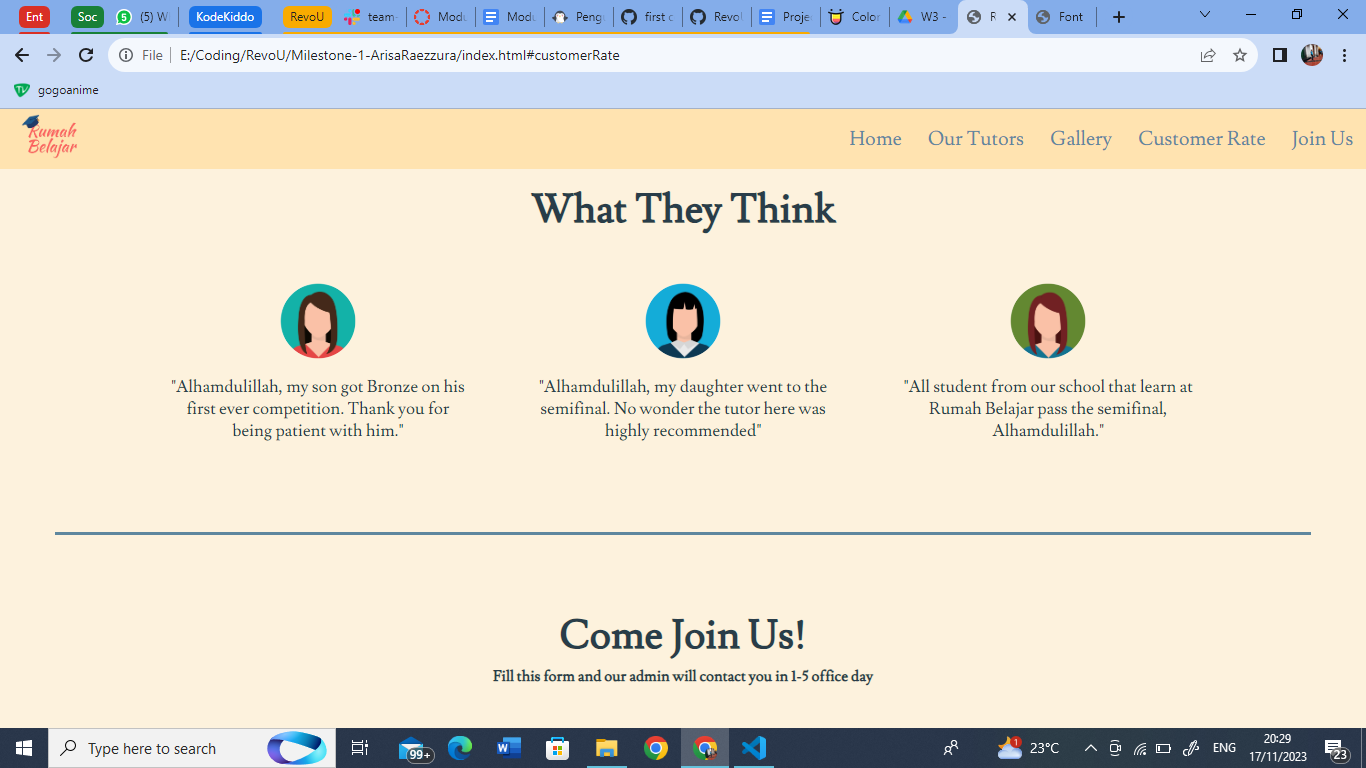 Ent
Soc
5
(5) W
KodeKiddo
RevoU
team-
Modu
Modu
Peng
first c
Revo
Proje
Color
W3 -
R
Font
File
E:/Coding/RevoU/Milestone-1-ArisaRaezzura/index.html#customerRate
gogoanime
Rumah
Belajar
Home
Our Tutors
Gallery
Customer Rate
Join Us
What They Think
"Alhamdulillah, my son got Bronze on his
first ever competition. Thank you for
being patient with him."
"Alhamdulillah, my daughter went to the
semifinal. No wonder the tutor here was
highly recommended"
"All student from our school that learn at
Rumah Belajar pass the semifinal,
Alhamdulillah."
Come Join Us!
Fill this form and our admin will contact you in 1-5 office day
Type here to search
99+
1
23°C
ENG
20:29
17/11/2023
23